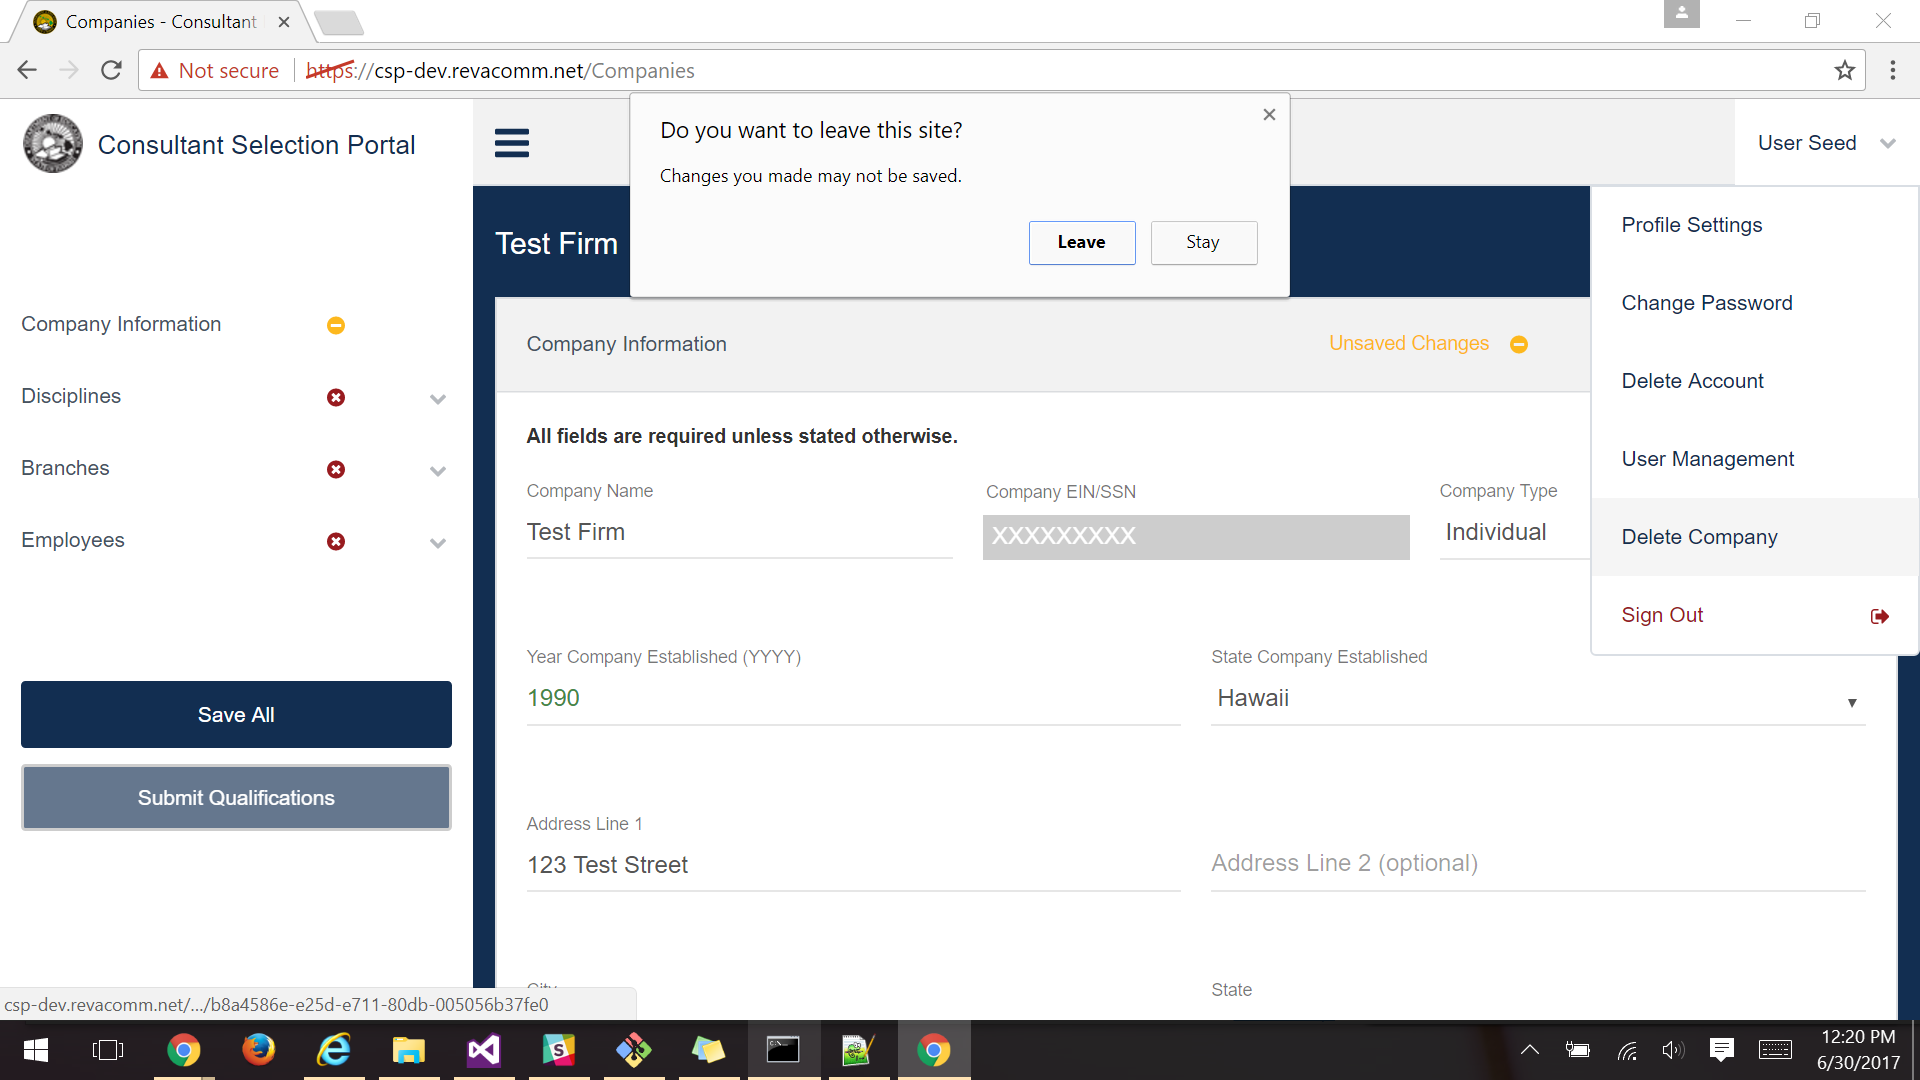 Companies - Consultant
Not secure
https://csp-dev.revacomm.net/Companies
Consultant Selection Portal
Do you want to leave this site?
Changes you made may not be saved.
Leave
Stay
User Seed
Profile Settings
Change Password
Delete Account
User Management
Delete Company
Sign Out
Company Information
Disciplines
Branches
Employees
Save All
Submit Qualifications
Test Firm
Company Information
Unsaved Changes
All fields are required unless stated otherwise.
Company Name
Company EIN/SSN
Company Type
Test Firm
XXXXXXXXX
Individual
Year Company Established (YYYY)
State Company Established
1990
Hawaii
Address Line 1
123 Test Street
Address Line 2 (optional)
City
State
csp-dev.revacomm.net/.../b8a4586e-e25d-e711-80db-005056b37fe0
12:20 PM
6/30/2017